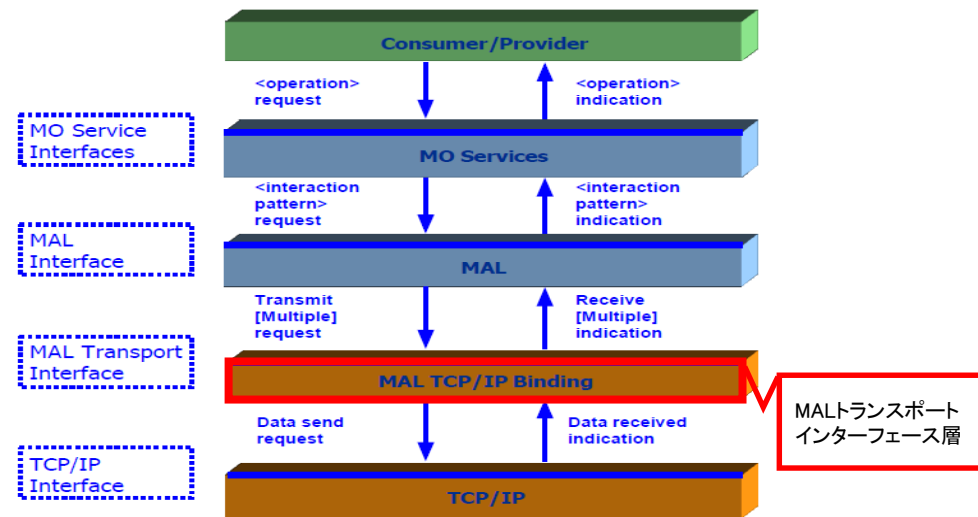 Consumer/Provider
<operation>
request
<operation>
indication
MO Service
Interfaces
MO Services
<interaction
pattern>
request
<interaction
pattern>
indication
MAL
Interface
MAL
Transmit
[Multiple]
request
Receive
[Multiple]
indication
MAL Transport
Interface
MAL TCP/IP Binding
MALトランスポート
インターフェース層
Data send
request
Data received
indication
TCP/IP
Interface
TCP/IP